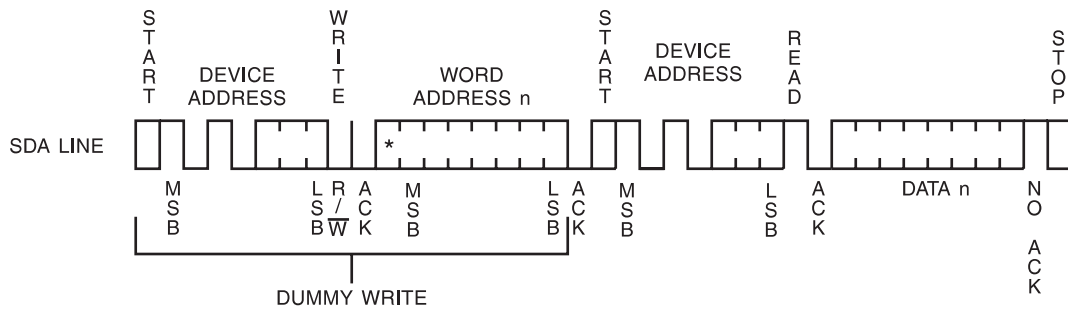 START
DEVICE
ADDRESS
WRITE
WORD
ADDRESS n
START
DEVICE
ADDRESS
READ
STOP
SDA LINE
*
MSB
LSB
R/W
ACK
MSB
LSB
ACK
MSB
LSB
ACK
DATA n
NO ACK
DUMMY WRITE